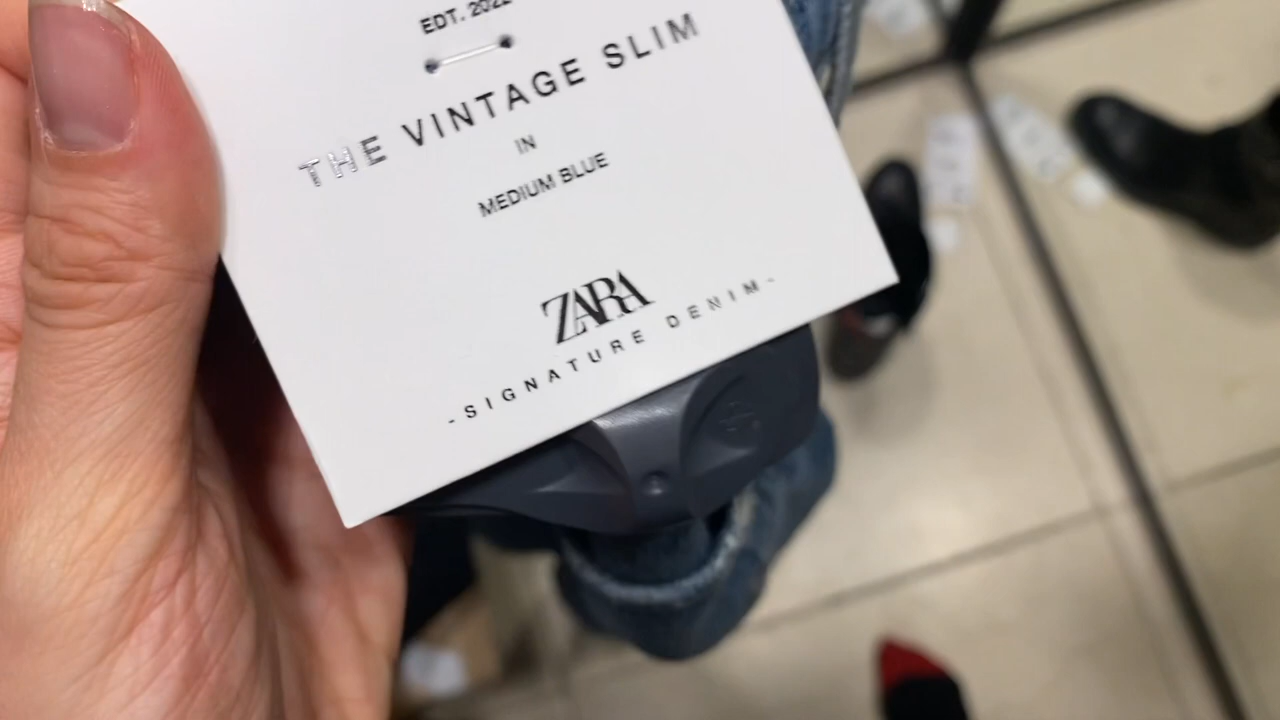 EDT. 2022
THE VINTAGE SLIM
IN
MEDIUM BLUE
ZARA
-SIGNATURE DENIM-